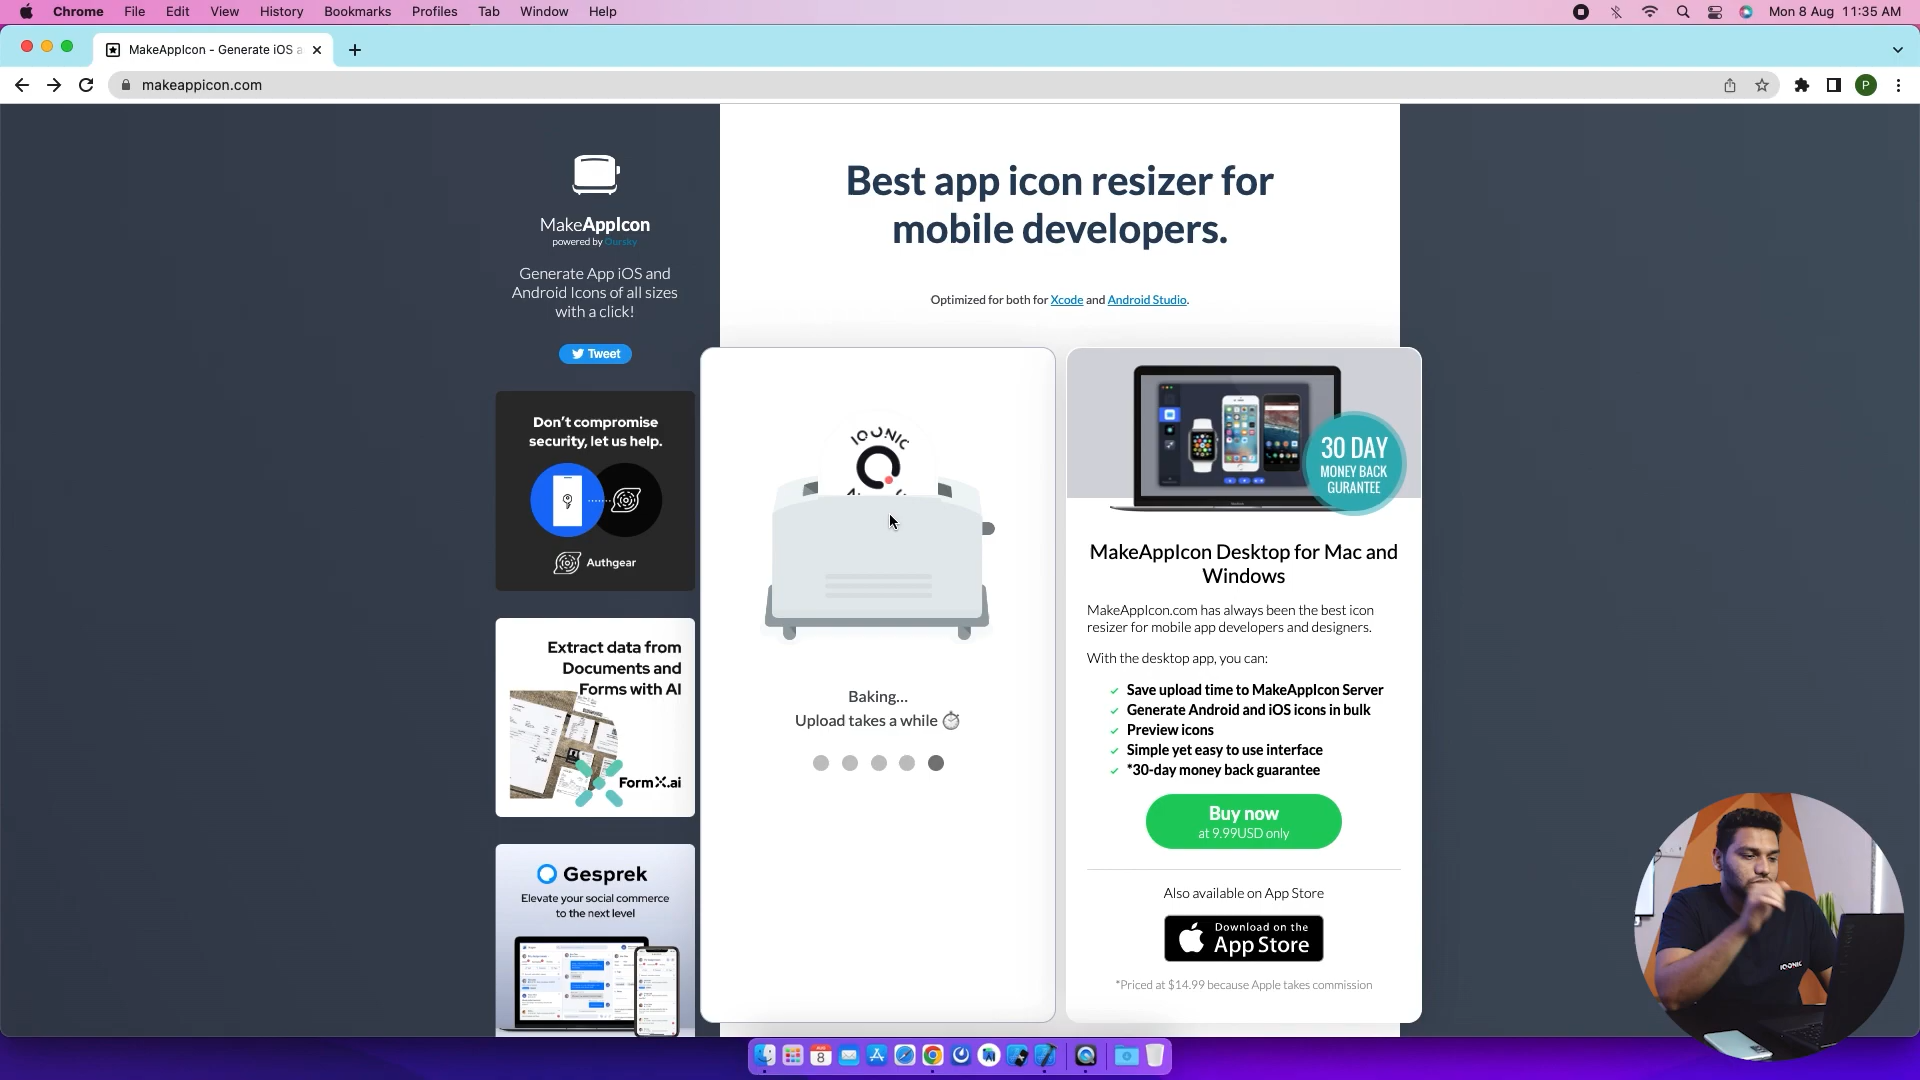 Chrome File Edit View History Bookmarks Profiles Tab Window Help
Mon 8 Aug 11:35 AM
MakeAppIcon - Generate iOS a
makeappicon.com
P
MakeAppIcon
powered by Oursky
Generate App iOS and
Android Icons of all sizes
with a click!
Tweet
Don't compromise
security, let us help.
Authgear
Extract data from
Documents and
Forms with AI
FormX.ai
Gesprek
Elevate your social commerce
to the next level
Best app icon resizer for
mobile developers.
Optimized for both for Xcode and Android Studio.
IQONIC
Baking...
Upload takes a while
30 DAY
MONEY BACK
GURANTEE
MakeAppIcon Desktop for Mac and
Windows
MakeAppIcon.com has always been the best icon
resizer for mobile app developers and designers.
With the desktop app, you can:
Save upload time to MakeAppIcon Server
Generate Android and iOS icons in bulk
Preview icons
Simple yet easy to use interface
*30-day money back guarantee
Buy now
at 9.99USD only
Also available on App Store
Download on the
App Store
*Priced at $14.99 because Apple takes commission
IQONIC
AUG
8